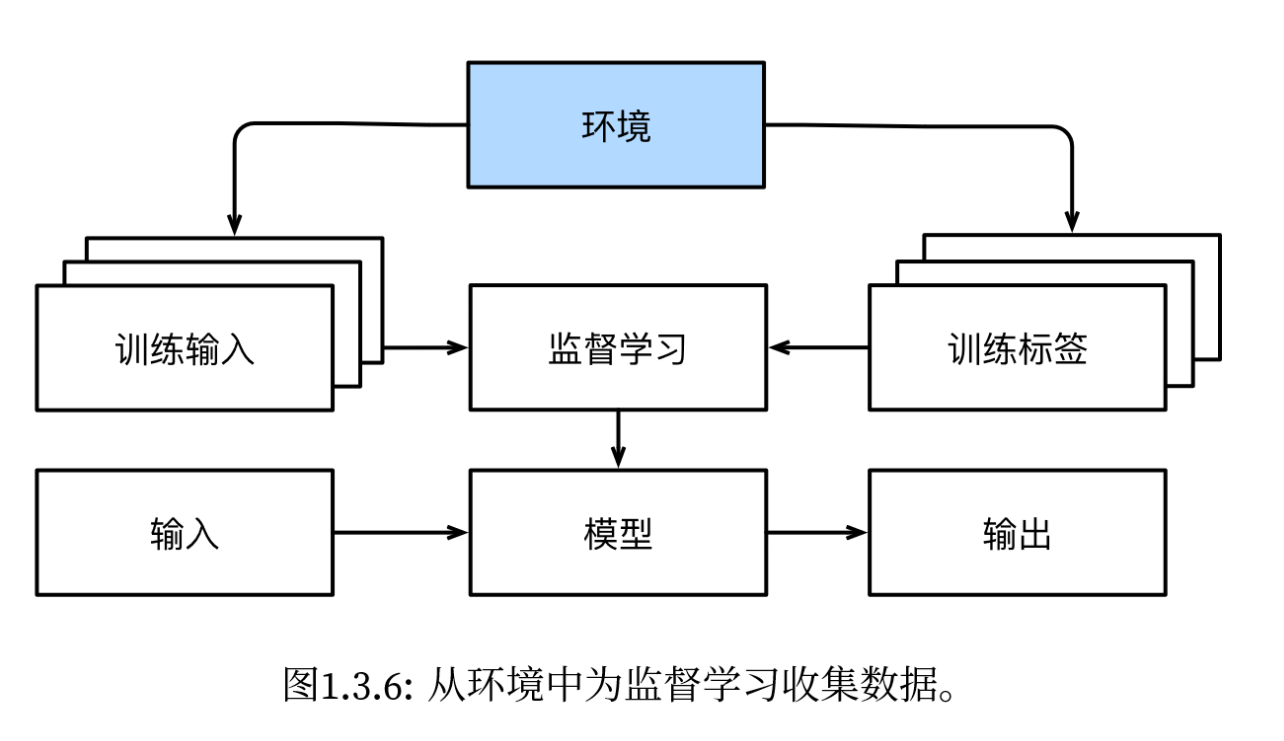 环境
训练输入
监督学习
训练标签
输入
模型
输出
图1.3.6: 从环境中为监督学习收集数据。